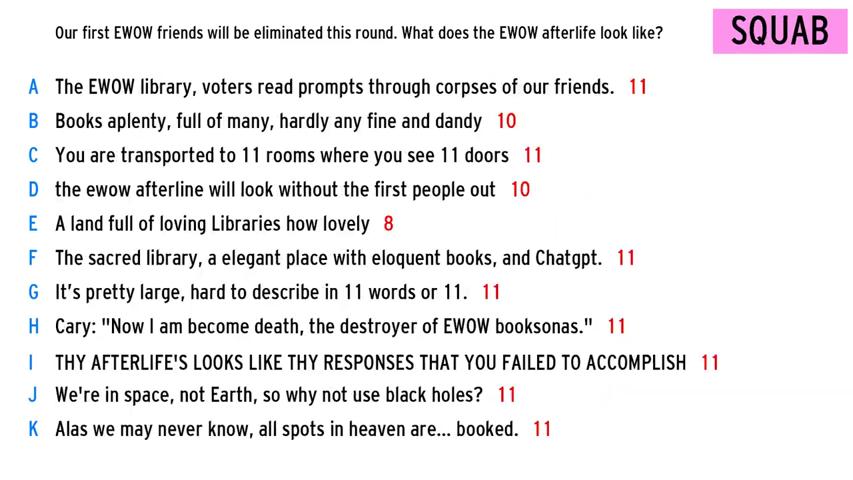 Our first EWOW friends will be eliminated this round. What does the EWOW afterlife look like?
SQUAB
A The EWOW library, voters read prompts through corpses of our friends. 11
B Books aplenty, full of many, hardly any fine and dandy 10
C You are transported to 11 rooms where you see 11 doors 11
D the ewow afterline will look without the first people out 10
E A land full of loving Libraries how lovely 8
F The sacred library, a elegant place with eloquent books, and Chatgpt. 11
G It’s pretty large, hard to describe in 11 words or 11. 11
H Cary: "Now I am become death, the destroyer of EWOW booksonas." 11
I THY AFTERLIFE'S LOOKS LIKE THY RESPONSES THAT YOU FAILED TO ACCOMPLISH 11
J We're in space, not Earth, so why not use black holes? 11
K Alas we may never know, all spots in heaven are... booked. 11